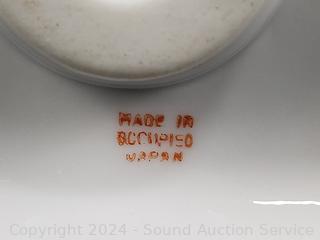 MADE IN
OCCUPIED
JAPAN
Copyright 2024 - Sound Auction Service